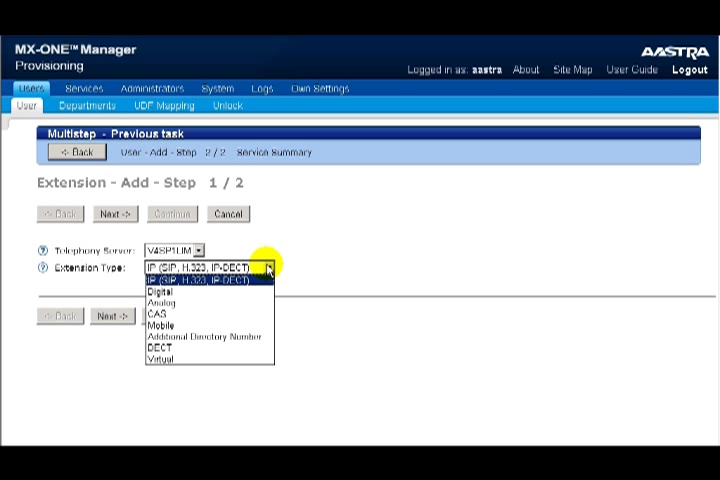 MX-ONE™ Manager
AASTRA
Provisioning
Logged in as: aastra About Site Map User Guide Logout
Users Services Administrators System Logs Own Settings
User Departments UDF Mapping Unlock
Multistep - Previous task
<- Back User - Add - Step 2 / 2 Service Summary
Extension - Add - Step 1 / 2
<- Back Next -> Continue Cancel
? Telephony Server: V4SP1LIM
? Extension Type: IP (SIP, H.323, IP-DECT)
IP (SIP, H.323, IP-DECT)
Digital
Analog
CAS
<- Back Next ->
Mobile
Additional Directory Number
DECT
Virtual